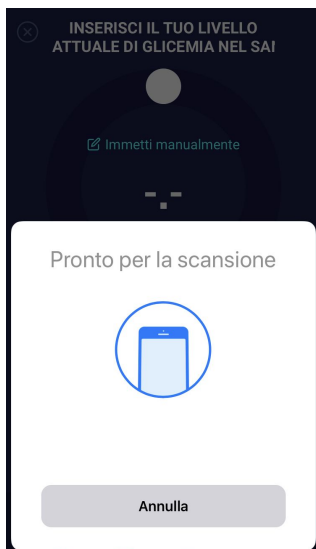 INSERISCI IL TUO LIVELLO
ATTUALE DI GLICEMIA NEL SAI
Immetti manualmente
-.-
Pronto per la scansione
Annulla